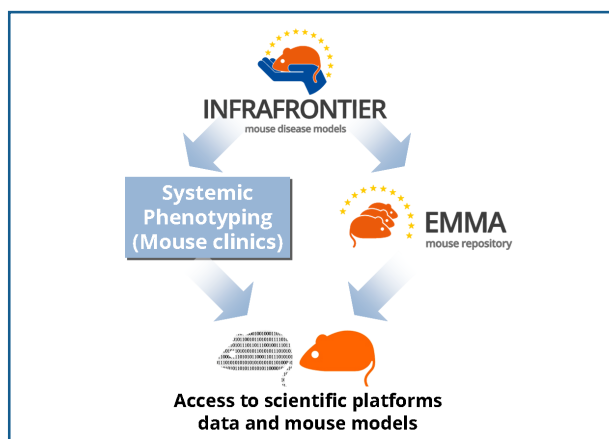 INFRAFRONTIER
mouse disease models
Systemic
Phenotyping
(Mouse clinics)
EMMA
mouse repository
Access to scientific platforms
data and mouse models